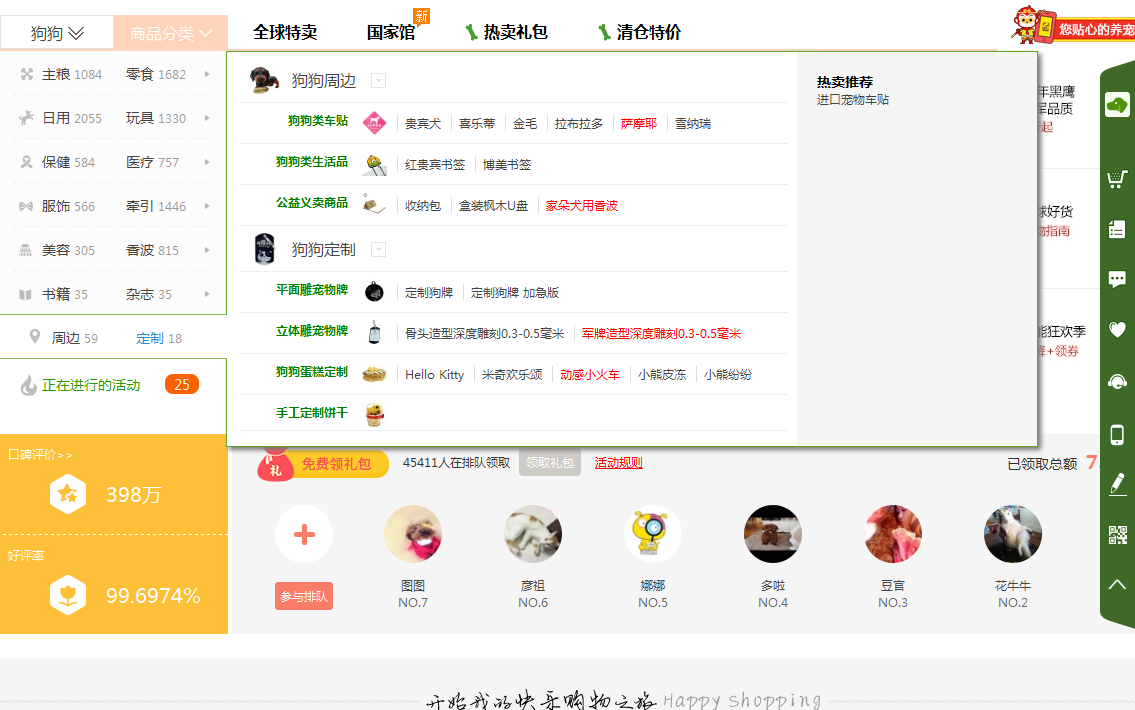 狗狗 商品分类 全球特卖 国家馆 新 热卖礼包 清仓特价 您贴心的养宠
主粮 1084 零食 1682
日用 2055 玩具 1330
保健 584 医疗 757
服饰 566 牵引 1446
美容 305 香波 815
书籍 35 杂志 35
周边 59 定制 18
正在进行的活动 25
口碑评价>>
398万
好评率
99.6974%
狗狗周边
狗狗类车贴 贵宾犬 喜乐蒂 金毛 拉布拉多 萨摩耶 雪纳瑞
狗狗类生活品 红贵宾书签 博美书签
公益义卖商品 收纳包 盒装枫木U盘 家朵犬用香波
狗狗定制
平面雕宠物牌 定制狗牌 定制狗牌 加急版
立体雕宠物牌 骨头造型深度雕刻0.3-0.5毫米 军牌造型深度雕刻0.3-0.5毫米
狗狗蛋糕定制 Hello Kitty 米奇欢乐颂 动感小火车 小熊皮冻 小熊纷纷
手工定制饼干
热卖推荐
进口宠物车贴
年黑鹰
军品质
起
球好货
物指南
能狂欢季
+领券
礼 免费领礼包 45411人在排队领取 领取礼包 活动规则 已领取总额 7
参与排队
图图 彦祖 娜娜 多啦 豆官 花牛牛
NO.7 NO.6 NO.5 NO.4 NO.3 NO.2
开始我的快乐购物之旅 Happy Shopping